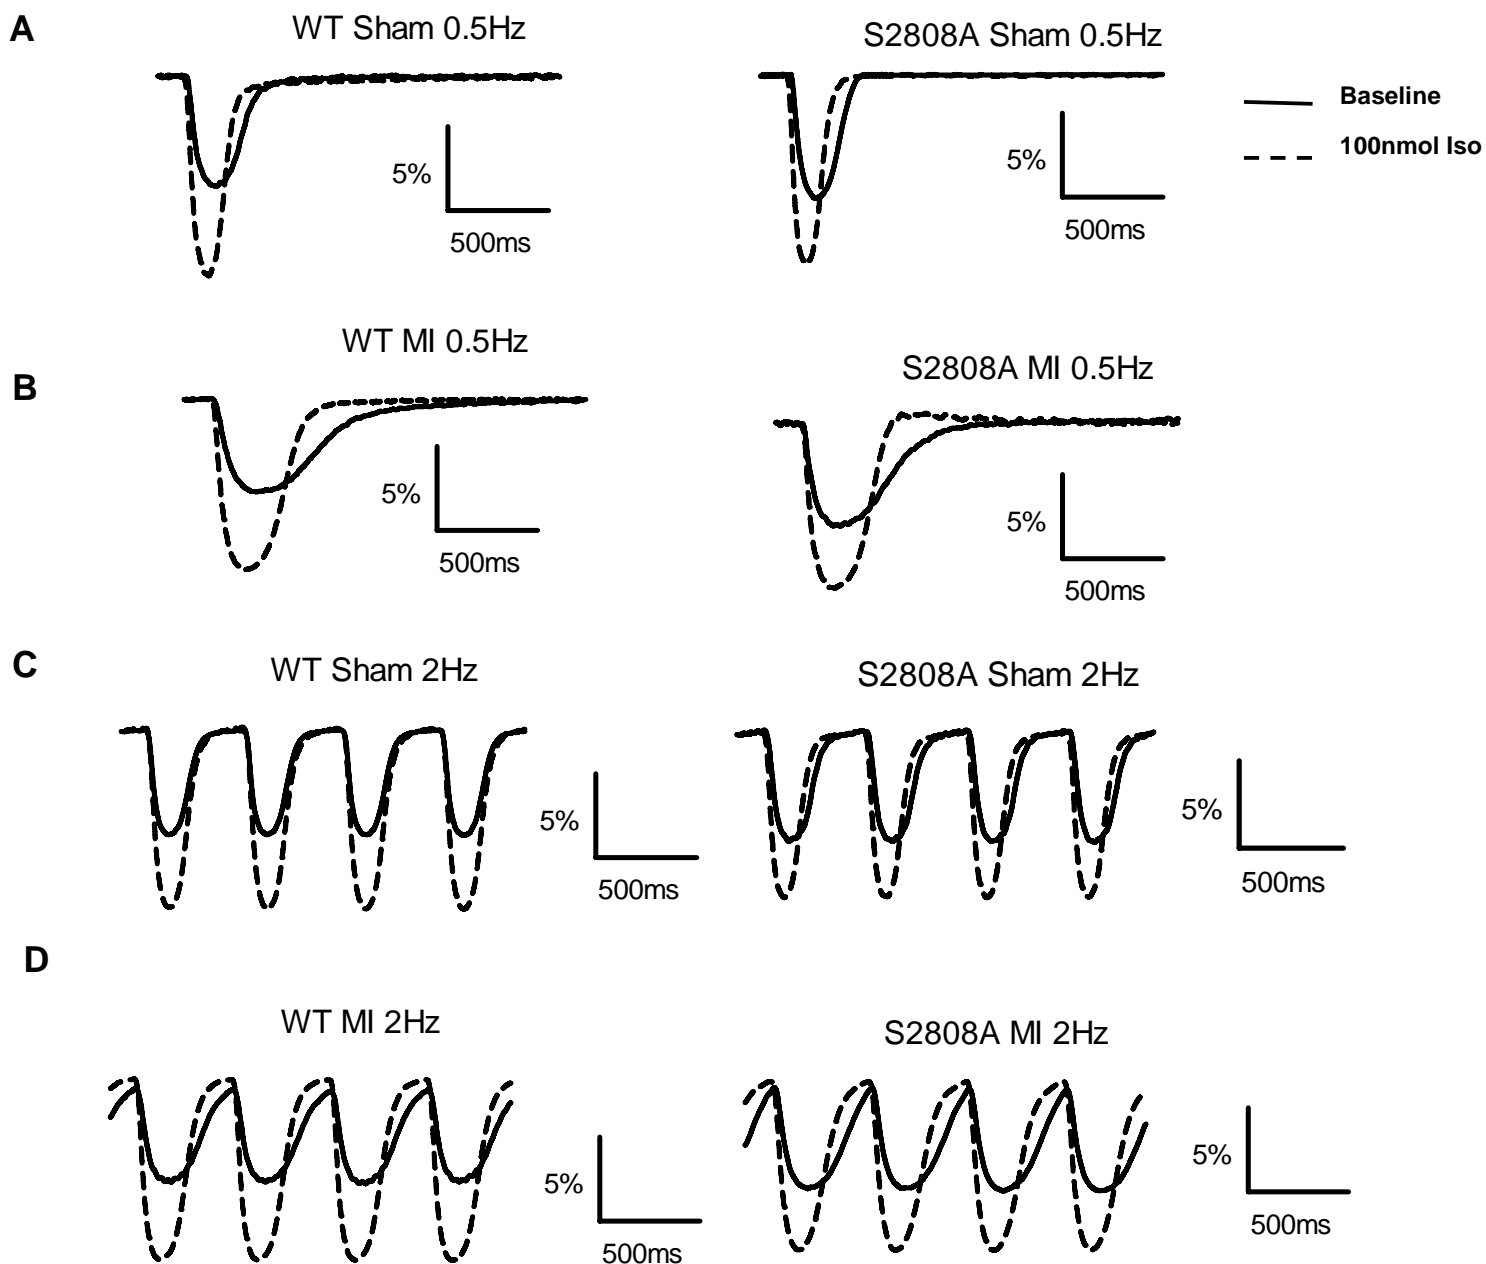 A
WT Sham 0.5Hz
S2808A Sham 0.5Hz
Baseline
100nmol Iso
5%
500ms
5%
500ms
B
WT MI 0.5Hz
S2808A MI 0.5Hz
5%
500ms
5%
500ms
C
WT Sham 2Hz
S2808A Sham 2Hz
5%
500ms
5%
500ms
D
WT MI 2Hz
S2808A MI 2Hz
5%
500ms
5%
500ms